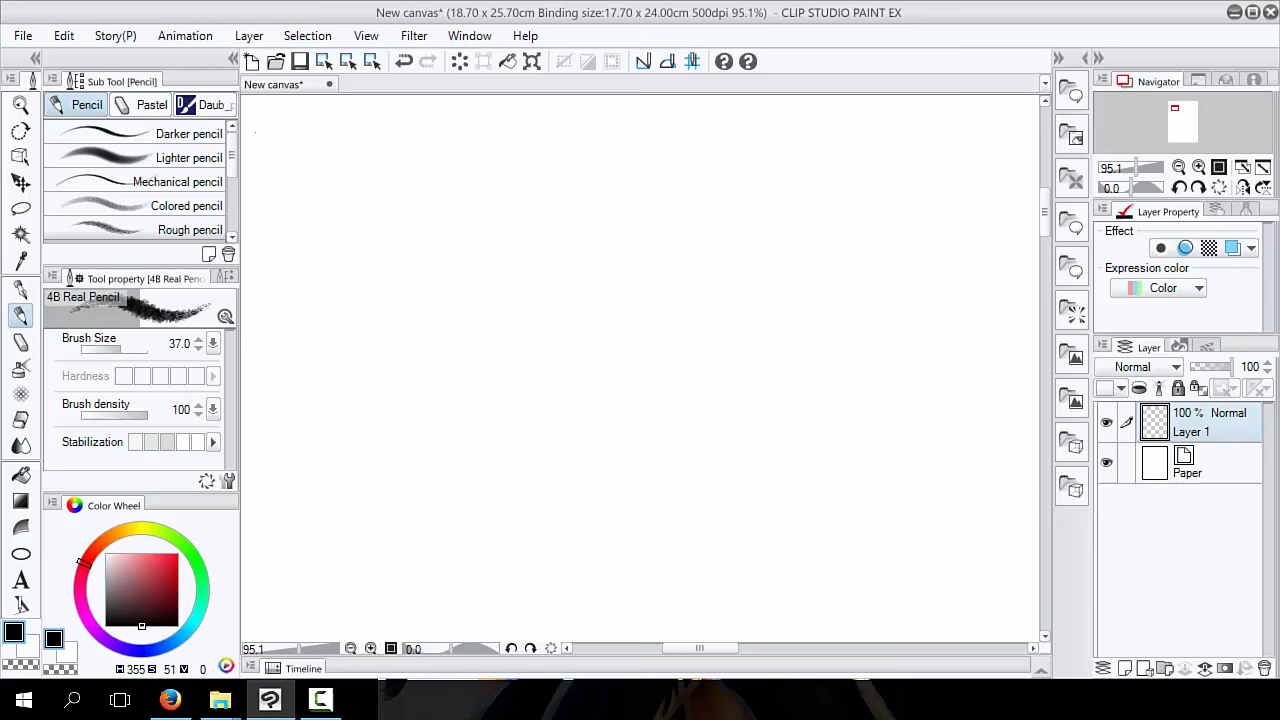 New canvas* (18.70 x 25.70cm Binding size:17.70 x 24.00cm 500dpi 95.1%) - CLIP STUDIO PAINT EX
File Edit Story(P) Animation Layer Selection View Filter Window Help
Sub Tool [Pencil]
New canvas*
Navigator
Pencil Pastel Daub_
Darker pencil
Lighter pencil
Mechanical pencil
Colored pencil
Rough pencil
95.1
0.0
Layer Property
Effect
Expression color
Color
Tool property [4B Real Penc
4B Real Pencil
Brush Size 37.0
Hardness
Brush density 100
Stabilization
Layer
Normal 100
100 % Normal
Layer 1
Paper
Color Wheel
A
H 355 S 51 V 0
95.1 0.0
Timeline